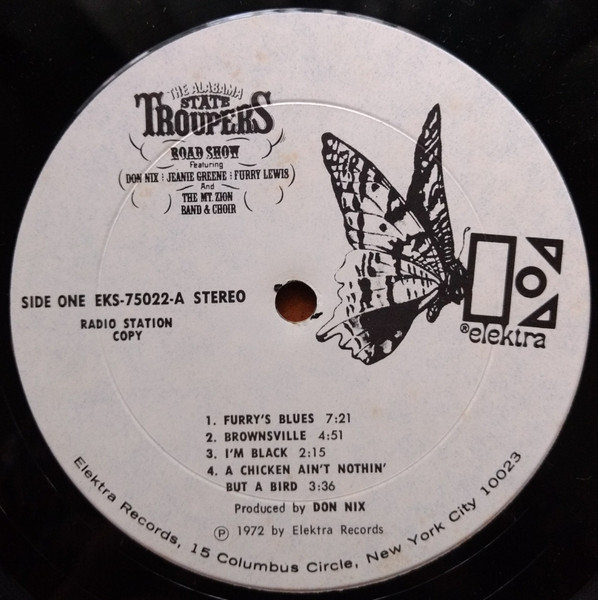 THE ALABAMA
STATE
TROUPERS
ROAD SHOW
Featuring
DON NIX : JEANIE GREENE : FURRY LEWIS
And
THE MT. ZION
BAND & CHOIR
SIDE ONE EKS-75022-A STEREO
RADIO STATION
COPY
® elektra
1. FURRY'S BLUES 7:21
2. BROWNSVILLE 4:51
3. I'M BLACK 2:15
4. A CHICKEN AIN'T NOTHIN'
BUT A BIRD 3:36
Produced by DON NIX
℗ 1972 by Elektra Records
Elektra Records, 15 Columbus Circle, New York City 10023